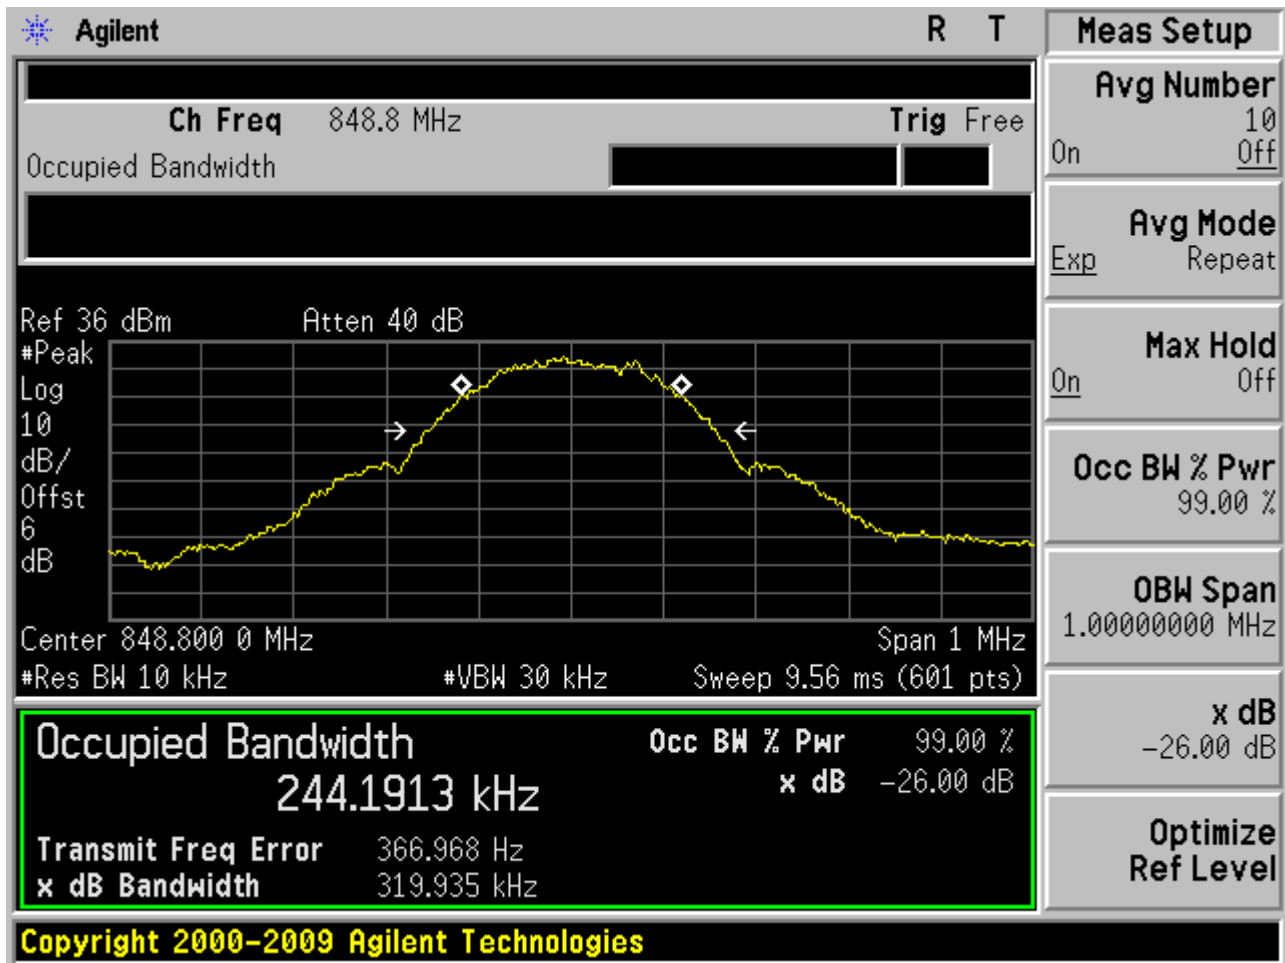 Agilent R T
Ch Freq 848.8 MHz Trig Free
Occupied Bandwidth
Ref 36 dBm Atten 40 dB
#Peak
Log
10
dB/
Offst
6
dB
Center 848.800 0 MHz Span 1 MHz
#Res BW 10 kHz #VBW 30 kHz Sweep 9.56 ms (601 pts)
Occupied Bandwidth Occ BW % Pwr 99.00 %
244.1913 kHz x dB -26.00 dB
Transmit Freq Error 366.968 Hz
x dB Bandwidth 319.935 kHz
Copyright 2000-2009 Agilent Technologies
Meas Setup
Avg Number
10
On Off
Avg Mode
Exp Repeat
Max Hold
On Off
Occ BW % Pwr
99.00 %
OBW Span
1.00000000 MHz
x dB
-26.00 dB
Optimize
Ref Level